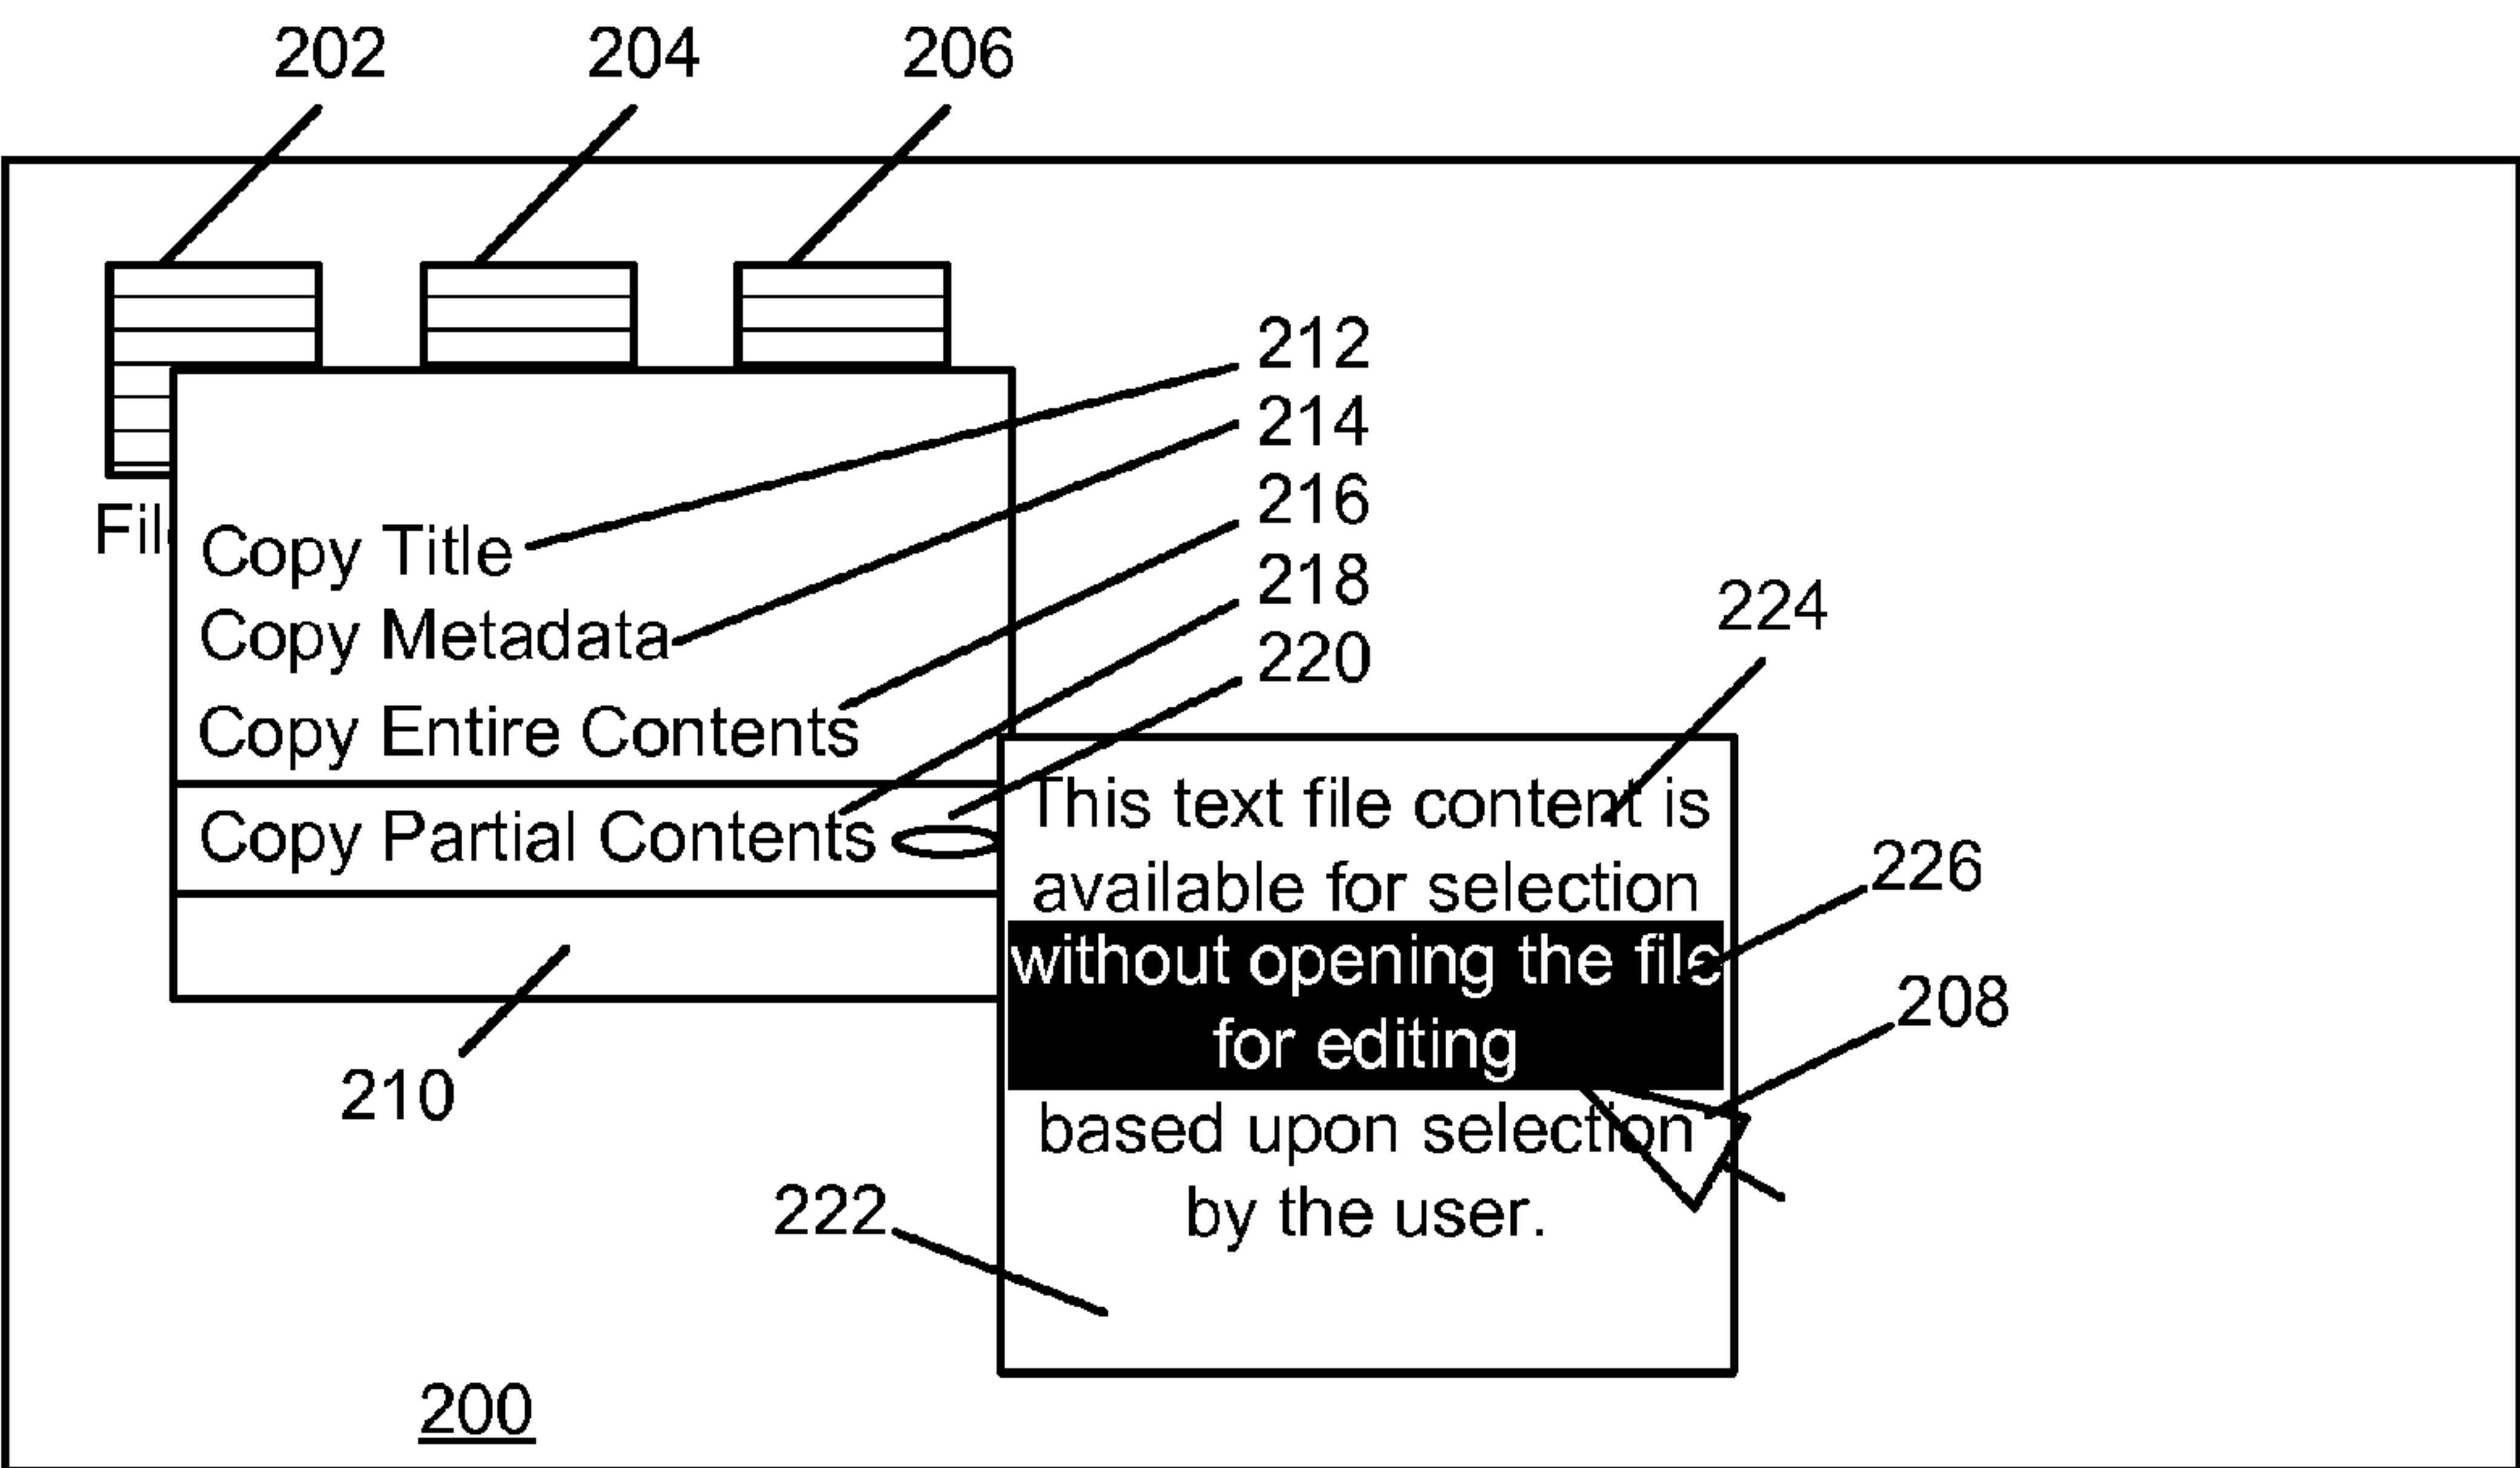 202 204 206
212
214
216
218
220
224
226
208
Fil
Copy Title
Copy Metadata
Copy Entire Contents
Copy Partial Contents
This text file content is
available for selection
without opening the file
for editing
based upon selection
by the user.
210
222
200